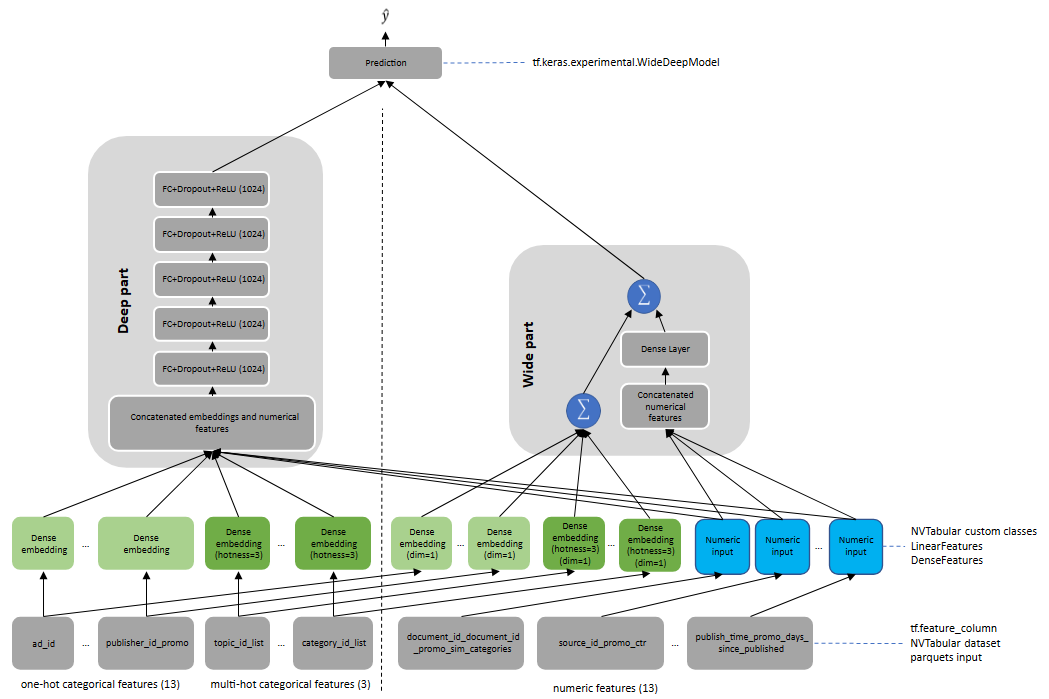 ŷ
Prediction
tf.keras.experimental.WideDeepModel
Deep part
FC+Dropout+ReLU (1024)
FC+Dropout+ReLU (1024)
FC+Dropout+ReLU (1024)
FC+Dropout+ReLU (1024)
FC+Dropout+ReLU (1024)
Concatenated embeddings and numerical
features
Wide part
∑
Dense Layer
∑
Concatenated
numerical
features
Dense
embedding
...
Dense
embedding
Dense
embedding
(hotness=3)
...
Dense
embedding
(hotness=3)
Dense
embedding
(dim=1)
...
Dense
embedding
(dim=1)
Dense
embedding
(hotness=3)
(dim=1)
...
Dense
embedding
(hotness=3)
(dim=1)
Numeric
input
Numeric
input
...
Numeric
input
NVTabular custom classes
LinearFeatures
DenseFeatures
ad_id
...
publisher_id_promo
topic_id_list
...
category_id_list
document_id_document_id
_promo_sim_categories
source_id_promo_ctr
...
publish_time_promo_days_
since_published
tf.feature_column
NVTabular dataset
parquets input
one-hot categorical features (13)
multi-hot categorical features (3)
numeric features (13)